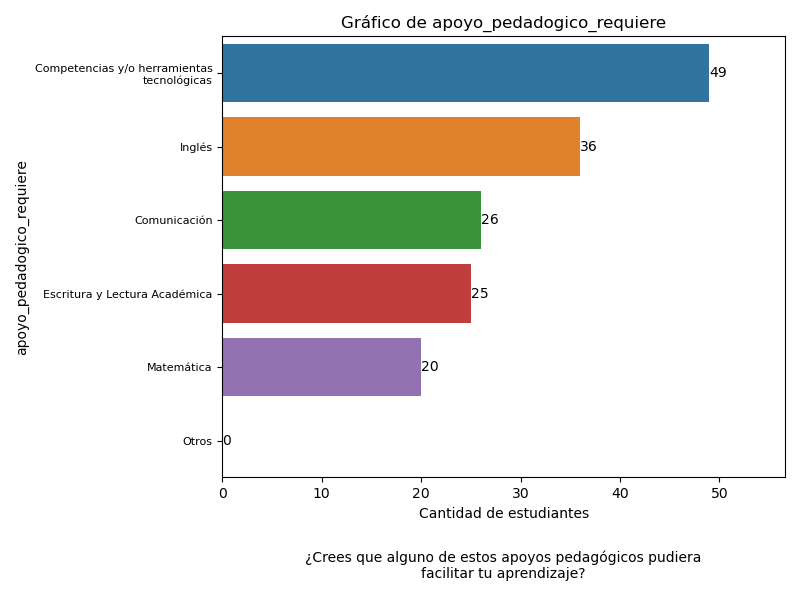 Gráfico de apoyo_pedadogico_requiere
apoyo_pedadogico_requiere
Competencias y/o herramientas
tecnológicas
49
Inglés
36
Comunicación
26
Escritura y Lectura Académica
25
Matemática
20
Otros
0
0 10 20 30 40 50
Cantidad de estudiantes
¿Crees que alguno de estos apoyos pedagógicos pudiera
facilitar tu aprendizaje?